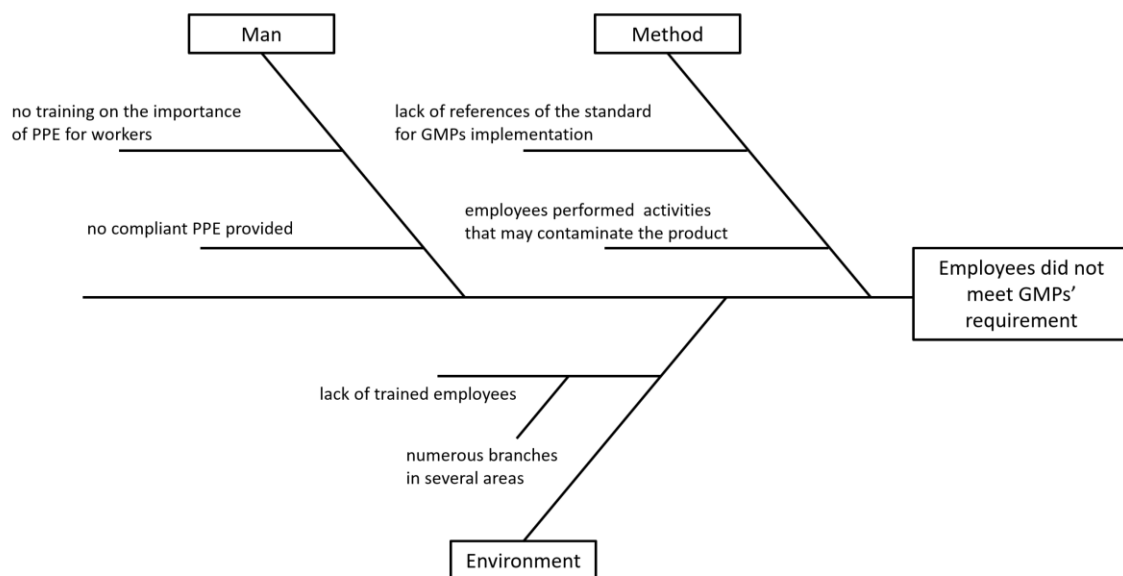 Man
Method
no training on the importance
of PPE for workers
lack of references of the standard
for GMPs implementation
no compliant PPE provided
employees performed  activities
that may contaminate the product
Employees did not
meet GMPs’
requirement
lack of trained employees
numerous branches
in several areas
Environment